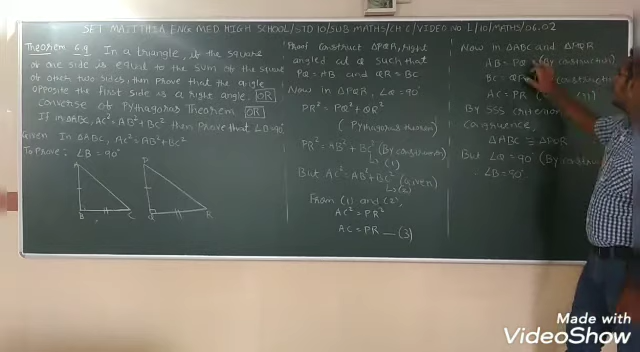 SET MATTHIA ENG MED HIGH SCHOOL/STD 10/SUB MATHS/CH 6/VIDEO NO 1/10/MATHS/06.02
Theorem 6.9 In a triangle, if the square
of one side is equal to the sum of the square
of other two sides, then prove that the angle
opposite the first side is a right angle. OR
Converse of Pythagoras Theorem OR
If in △ABC, AC² = AB² + BC² then prove that ∠B = 90°
Given In △ABC, AC² = AB² + BC²
To Prove: ∠B = 90°
A
B
C
P
R
Proof Construct △PQR, right
angled at Q such that
PQ = AB and QR = BC
Now in △PQR, ∠Q = 90°
PR² = PQ² + QR²
(Pythagoras theorem)
PR² = AB² + BC² (By construction)
↳ (1)
But AC² = AB² + BC² (given)
↳ (2)
From (1) and (2),
AC² = PR²
AC = PR — (3)
Now in △ABC and △PQR
AB = PQ (By construction)
BC = QR construction)
AC = PR
By SSS criterion
congruence,
△ABC ≅ △PQR
But ∠Q = 90° (By construct
∴ ∠B = 90°
Made with
VideoShow